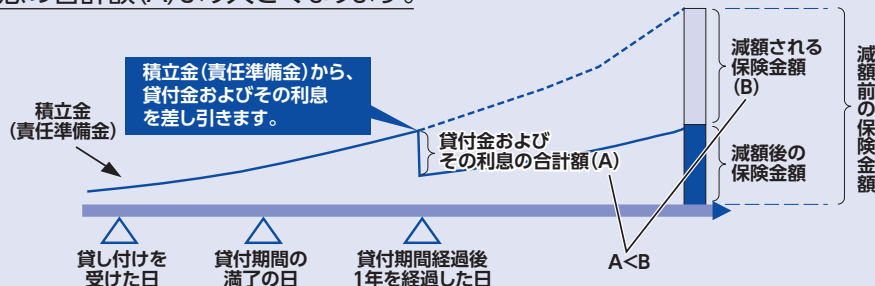 息の合計額(A)より大きくなります。
積立金(責任準備金)から、
貸付金およびその利息
を差し引きます。
積立金
(責任準備金)
貸付金および
その利息の合計額(A)
減額される
保険金額
(B)
減額後の
保険金額
減額前の保険金額
貸し付けを
受けた日
貸付期間の
満了の日
貸付期間経過後
1年を経過した日
A<B